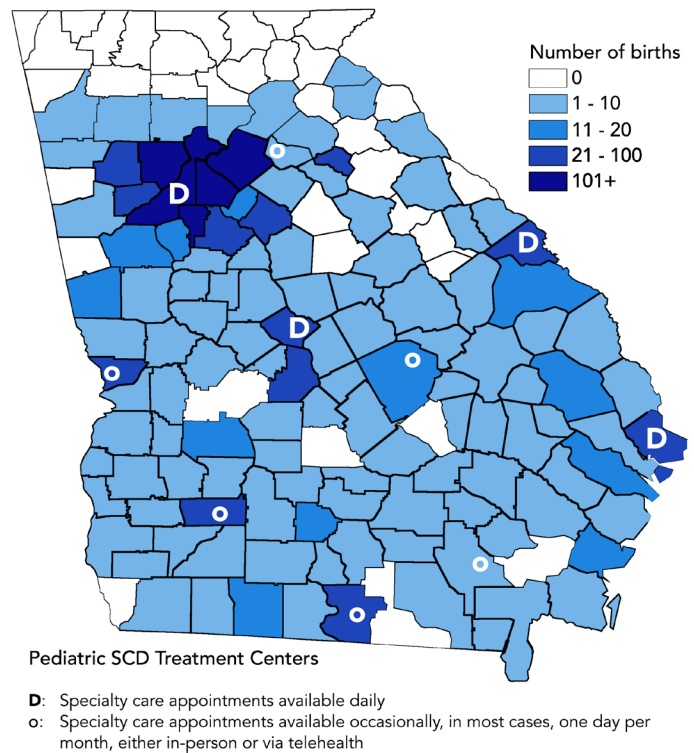 Number of births
0
1 - 10
11 - 20
21 - 100
101+
O
D
D
D
O
O
D
O
O
O
Pediatric SCD Treatment Centers
D: Specialty care appointments available daily
o: Specialty care appointments available occasionally, in most cases, one day per
month, either in-person or via telehealth